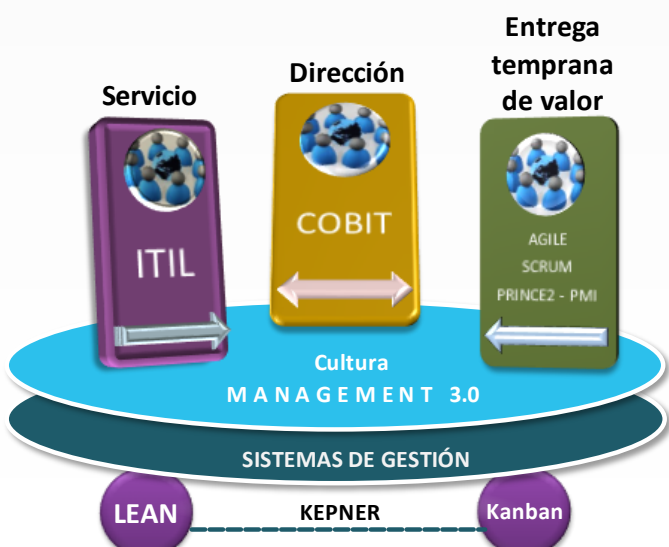 Servicio
Dirección
Entrega
temprana
de valor
ITIL
COBIT
AGILE
SCRUM
PRINCE2 - PMI
Cultura
MANAGEMENT 3.0
SISTEMAS DE GESTIÓN
LEAN
KEPNER
Kanban